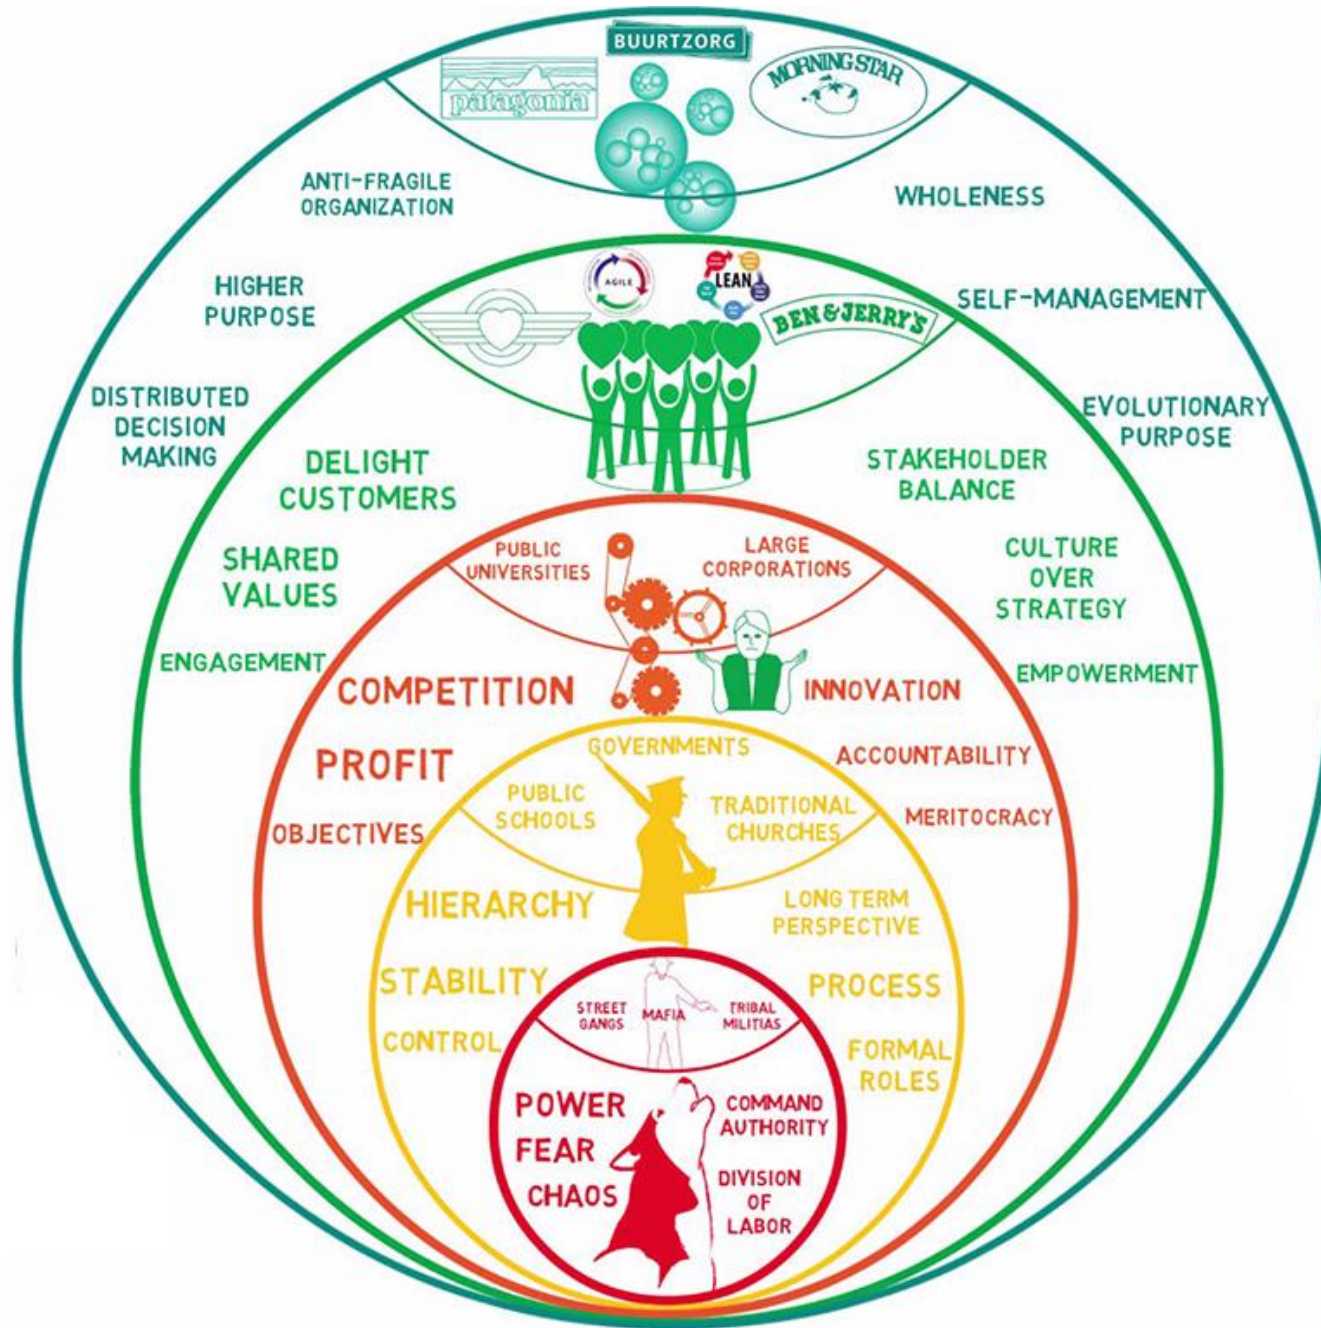 BUURTZORG
patagonia
MORNING STAR
ANTI-FRAGILE
ORGANIZATION
WHOLENESS
HIGHER
PURPOSE
SELF-MANAGEMENT
DISTRIBUTED
DECISION
MAKING
EVOLUTIONARY
PURPOSE
AGILE
LEAN
BEN & JERRY'S
DELIGHT
CUSTOMERS
STAKEHOLDER
BALANCE
SHARED
VALUES
CULTURE
OVER
STRATEGY
ENGAGEMENT
EMPOWERMENT
PUBLIC
UNIVERSITIES
LARGE
CORPORATIONS
COMPETITION
INNOVATION
PROFIT
ACCOUNTABILITY
OBJECTIVES
MERITOCRACY
GOVERNMENTS
PUBLIC
SCHOOLS
TRADITIONAL
CHURCHES
HIERARCHY
LONG TERM
PERSPECTIVE
STABILITY
PROCESS
CONTROL
FORMAL
ROLES
STREET
GANGS
MAFIA
TRIBAL
MILITIAS
POWER
FEAR
CHAOS
COMMAND
AUTHORITY
DIVISION
OF
LABOR